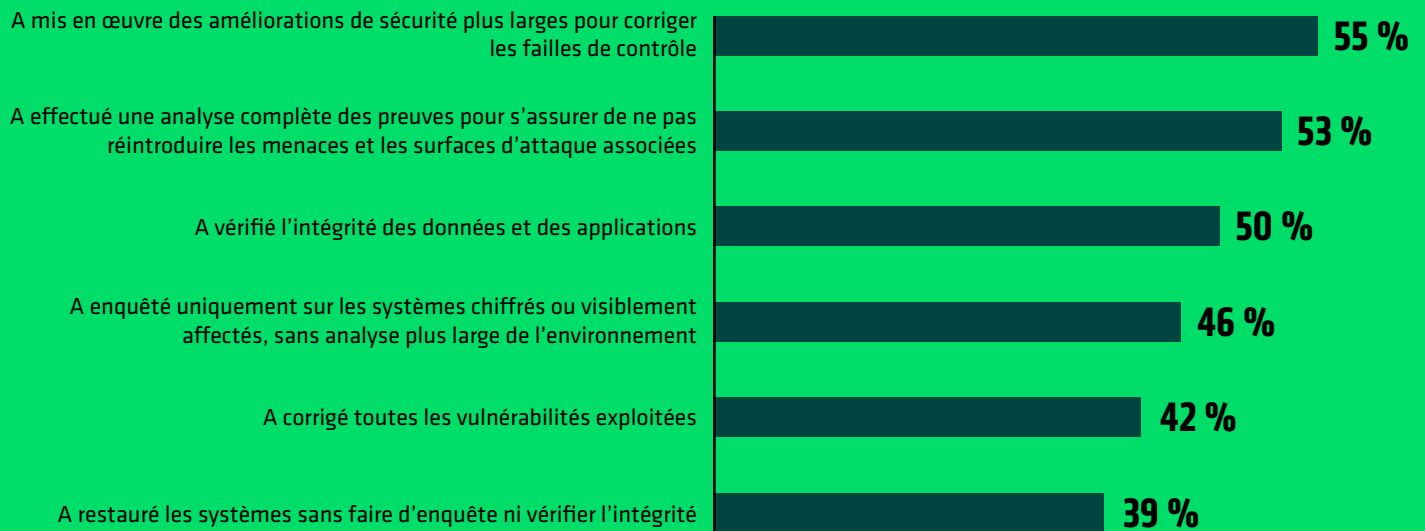 A mis en œuvre des améliorations de sécurité plus larges pour corriger
les failles de contrôle
55 %
A effectué une analyse complète des preuves pour s’assurer de ne pas
réintroduire les menaces et les surfaces d’attaque associées
53 %
A vérifié l’intégrité des données et des applications
50 %
A enquêté uniquement sur les systèmes chiffrés ou visiblement
affectés, sans analyse plus large de l’environnement
46 %
A corrigé toutes les vulnérabilités exploitées
42 %
A restauré les systèmes sans faire d’enquête ni vérifier l’intégrité
39 %